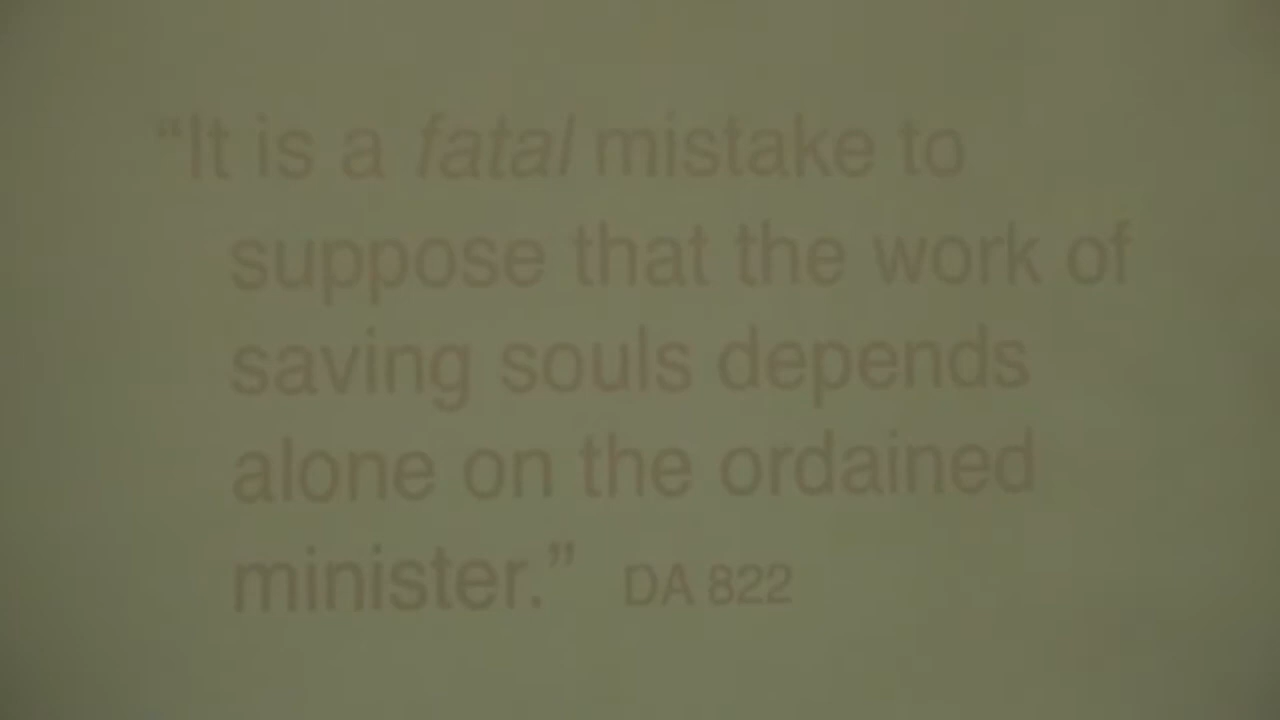 “It is a fatal mistake to
suppose that the work of
saving souls depends
alone on the ordained
minister.” DA 822